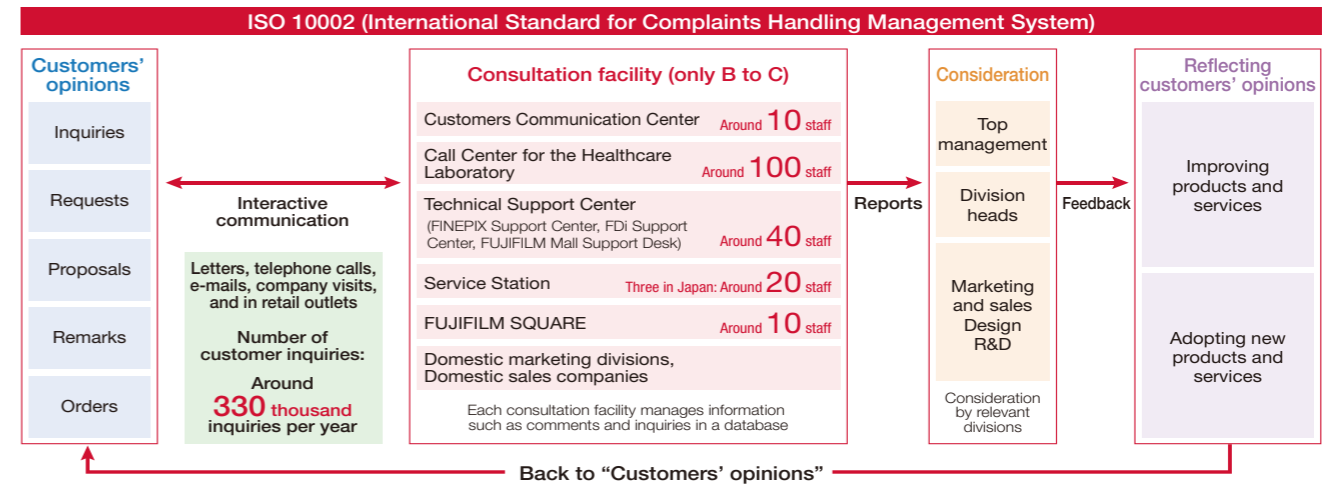 ISO 10002 (International Standard for Complaints Handling Management System)
Customers’
opinions
Inquiries
Requests
Proposals
Remarks
Orders
Interactive
communication
Letters, telephone calls,
e-mails, company visits,
and in retail outlets
Number of
customer inquiries:
Around
330 thousand
inquiries per year
Consultation facility (only B to C)
Customers Communication Center Around 10 staff
Call Center for the Healthcare
Laboratory Around 100 staff
Technical Support Center
(FINEPIX Support Center, FDi Support
Center, FUJIFILM Mall Support Desk) Around 40 staff
Service Station Three in Japan: Around 20 staff
FUJIFILM SQUARE Around 10 staff
Domestic marketing divisions,
Domestic sales companies
Each consultation facility manages information
such as comments and inquiries in a database
Reports
Consideration
Top
management
Division
heads
Marketing
and sales
Design
R&D
Consideration
by relevant
divisions
Feedback
Reflecting
customers’ opinions
Improving
products and
services
Adopting new
products and
services
Back to “Customers’ opinions”